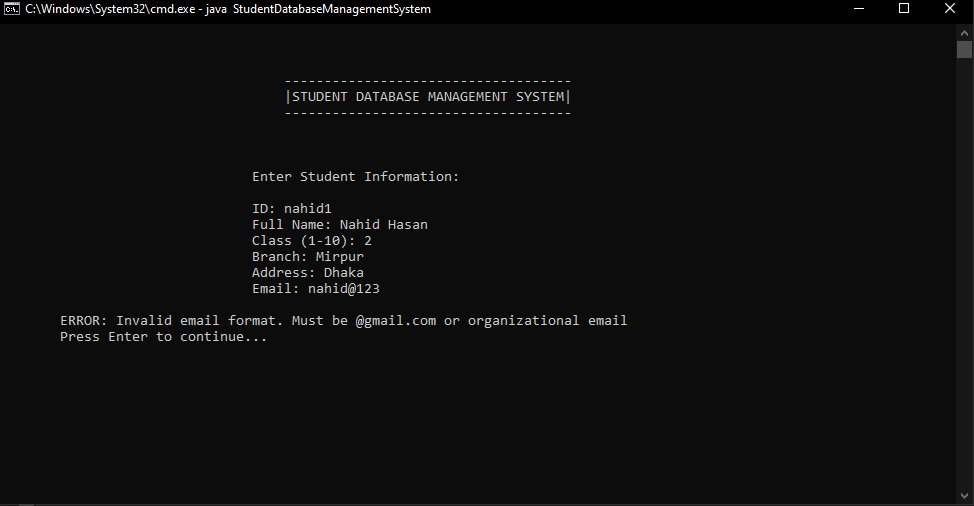 C:\Windows\System32\cmd.exe - java StudentDatabaseManagementSystem
------------------------------------
|STUDENT DATABASE MANAGEMENT SYSTEM|
------------------------------------
Enter Student Information:
ID: nahid1
Full Name: Nahid Hasan
Class (1-10): 2
Branch: Mirpur
Address: Dhaka
Email: nahid@123
ERROR: Invalid email format. Must be @gmail.com or organizational email
Press Enter to continue...